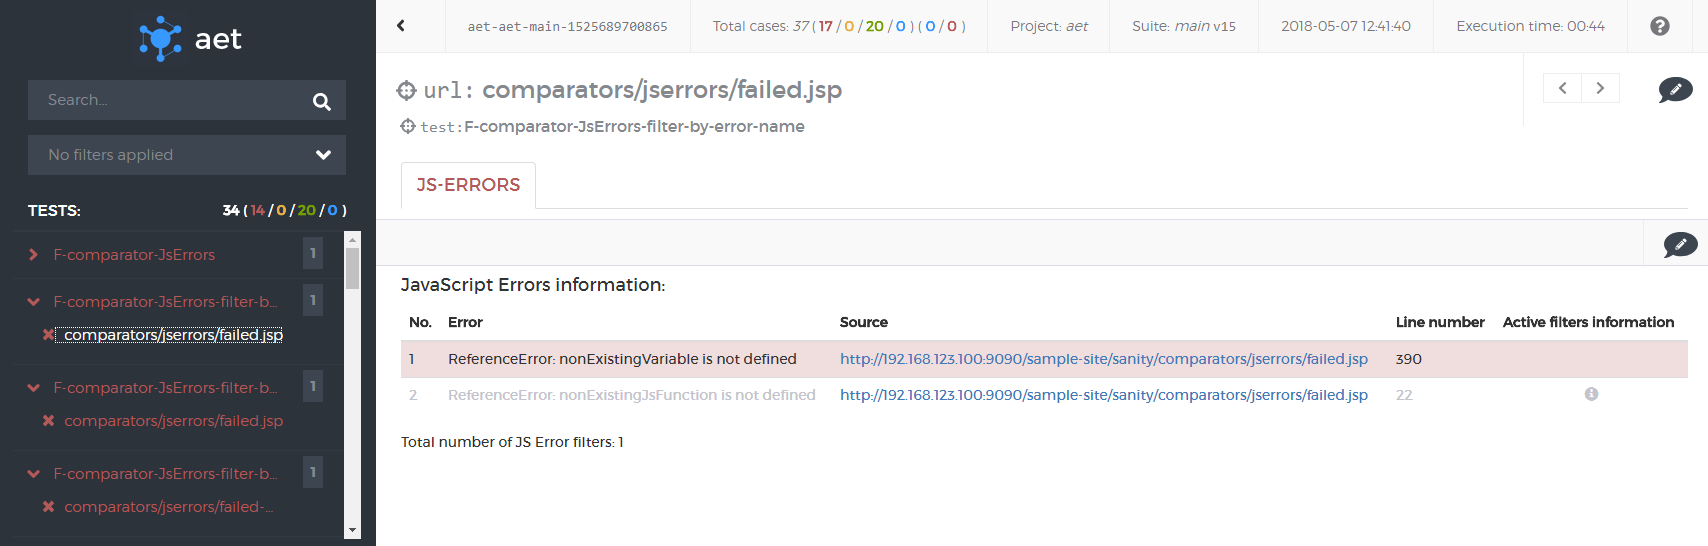 aet
Search...
No filters applied
TESTS: 34 ( 14 / 0 / 20 / 0 )
F-comparator-JsErrors 1
F-comparator-JsErrors-filter-b... 1
comparators/jserrors/failed.jsp
F-comparator-JsErrors-filter-b... 1
comparators/jserrors/failed.jsp
F-comparator-JsErrors-filter-b... 1
comparators/jserrors/failed-...
aet-aet-main-1525689700865 Total cases: 37 ( 17 / 0 / 20 / 0 ) ( 0 / 0 ) Project: aet Suite: main v15 2018-05-07 12:41:40 Execution time: 00:44 ?
url: comparators/jserrors/failed.jsp
test:F-comparator-JsErrors-filter-by-error-name
JS-ERRORS
JavaScript Errors information:
No. Error Source Line number Active filters information
1 ReferenceError: nonExistingVariable is not defined http://192.168.123.100:9090/sample-site/sanity/comparators/jserrors/failed.jsp 390
2 ReferenceError: nonExistingJsFunction is not defined http://192.168.123.100:9090/sample-site/sanity/comparators/jserrors/failed.jsp 22
Total number of JS Error filters: 1